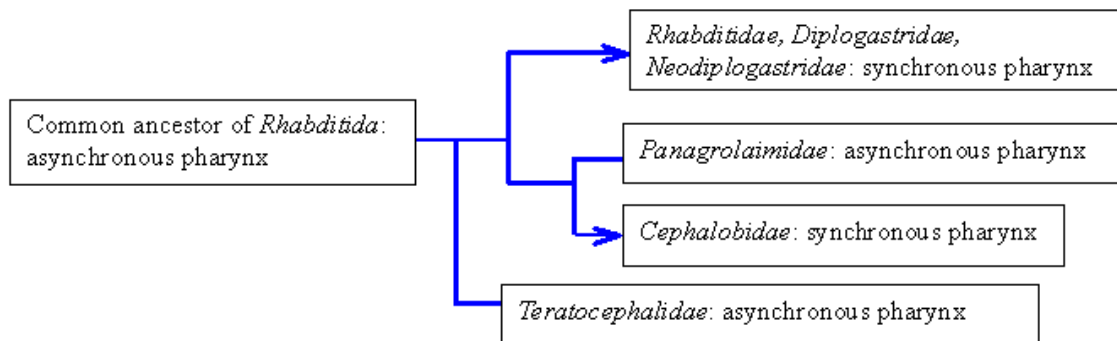 Rhabditidae, Diplogastridae,
Neodiplogastridae: synchronous pharynx
Common ancestor of Rhabditida:
asynchronous pharynx
Panagrolaimidae: asynchronous pharynx
Cephalobidae: synchronous pharynx
Teratocephalidae: asynchronous pharynx